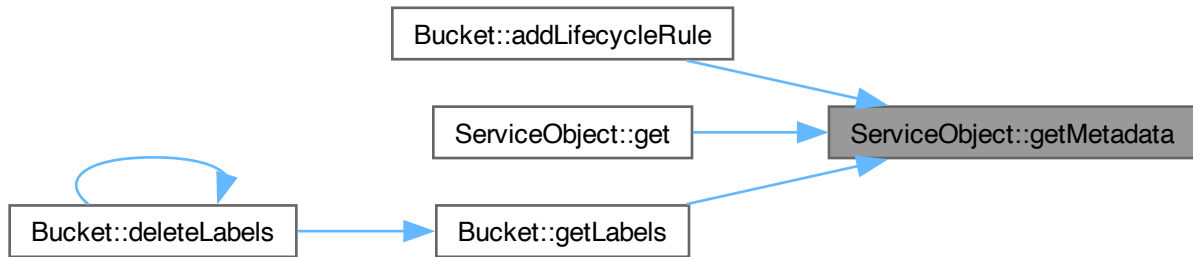 Bucket::addLifecycleRule
ServiceObject::get
ServiceObject::getMetadata
Bucket::deleteLabels
Bucket::getLabels